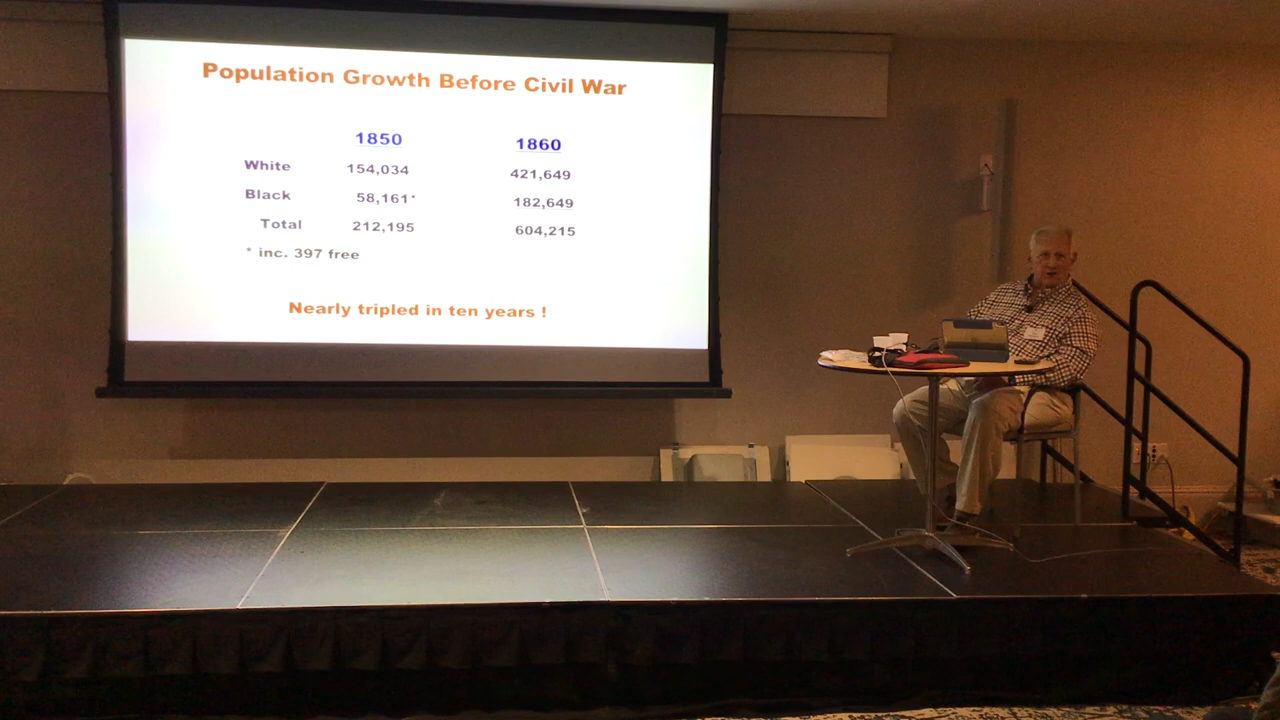 Population Growth Before Civil War
1850 1860
White 154,034 421,649
Black 58,161* 182,649
Total 212,195 604,215
* inc. 397 free
Nearly tripled in ten years !